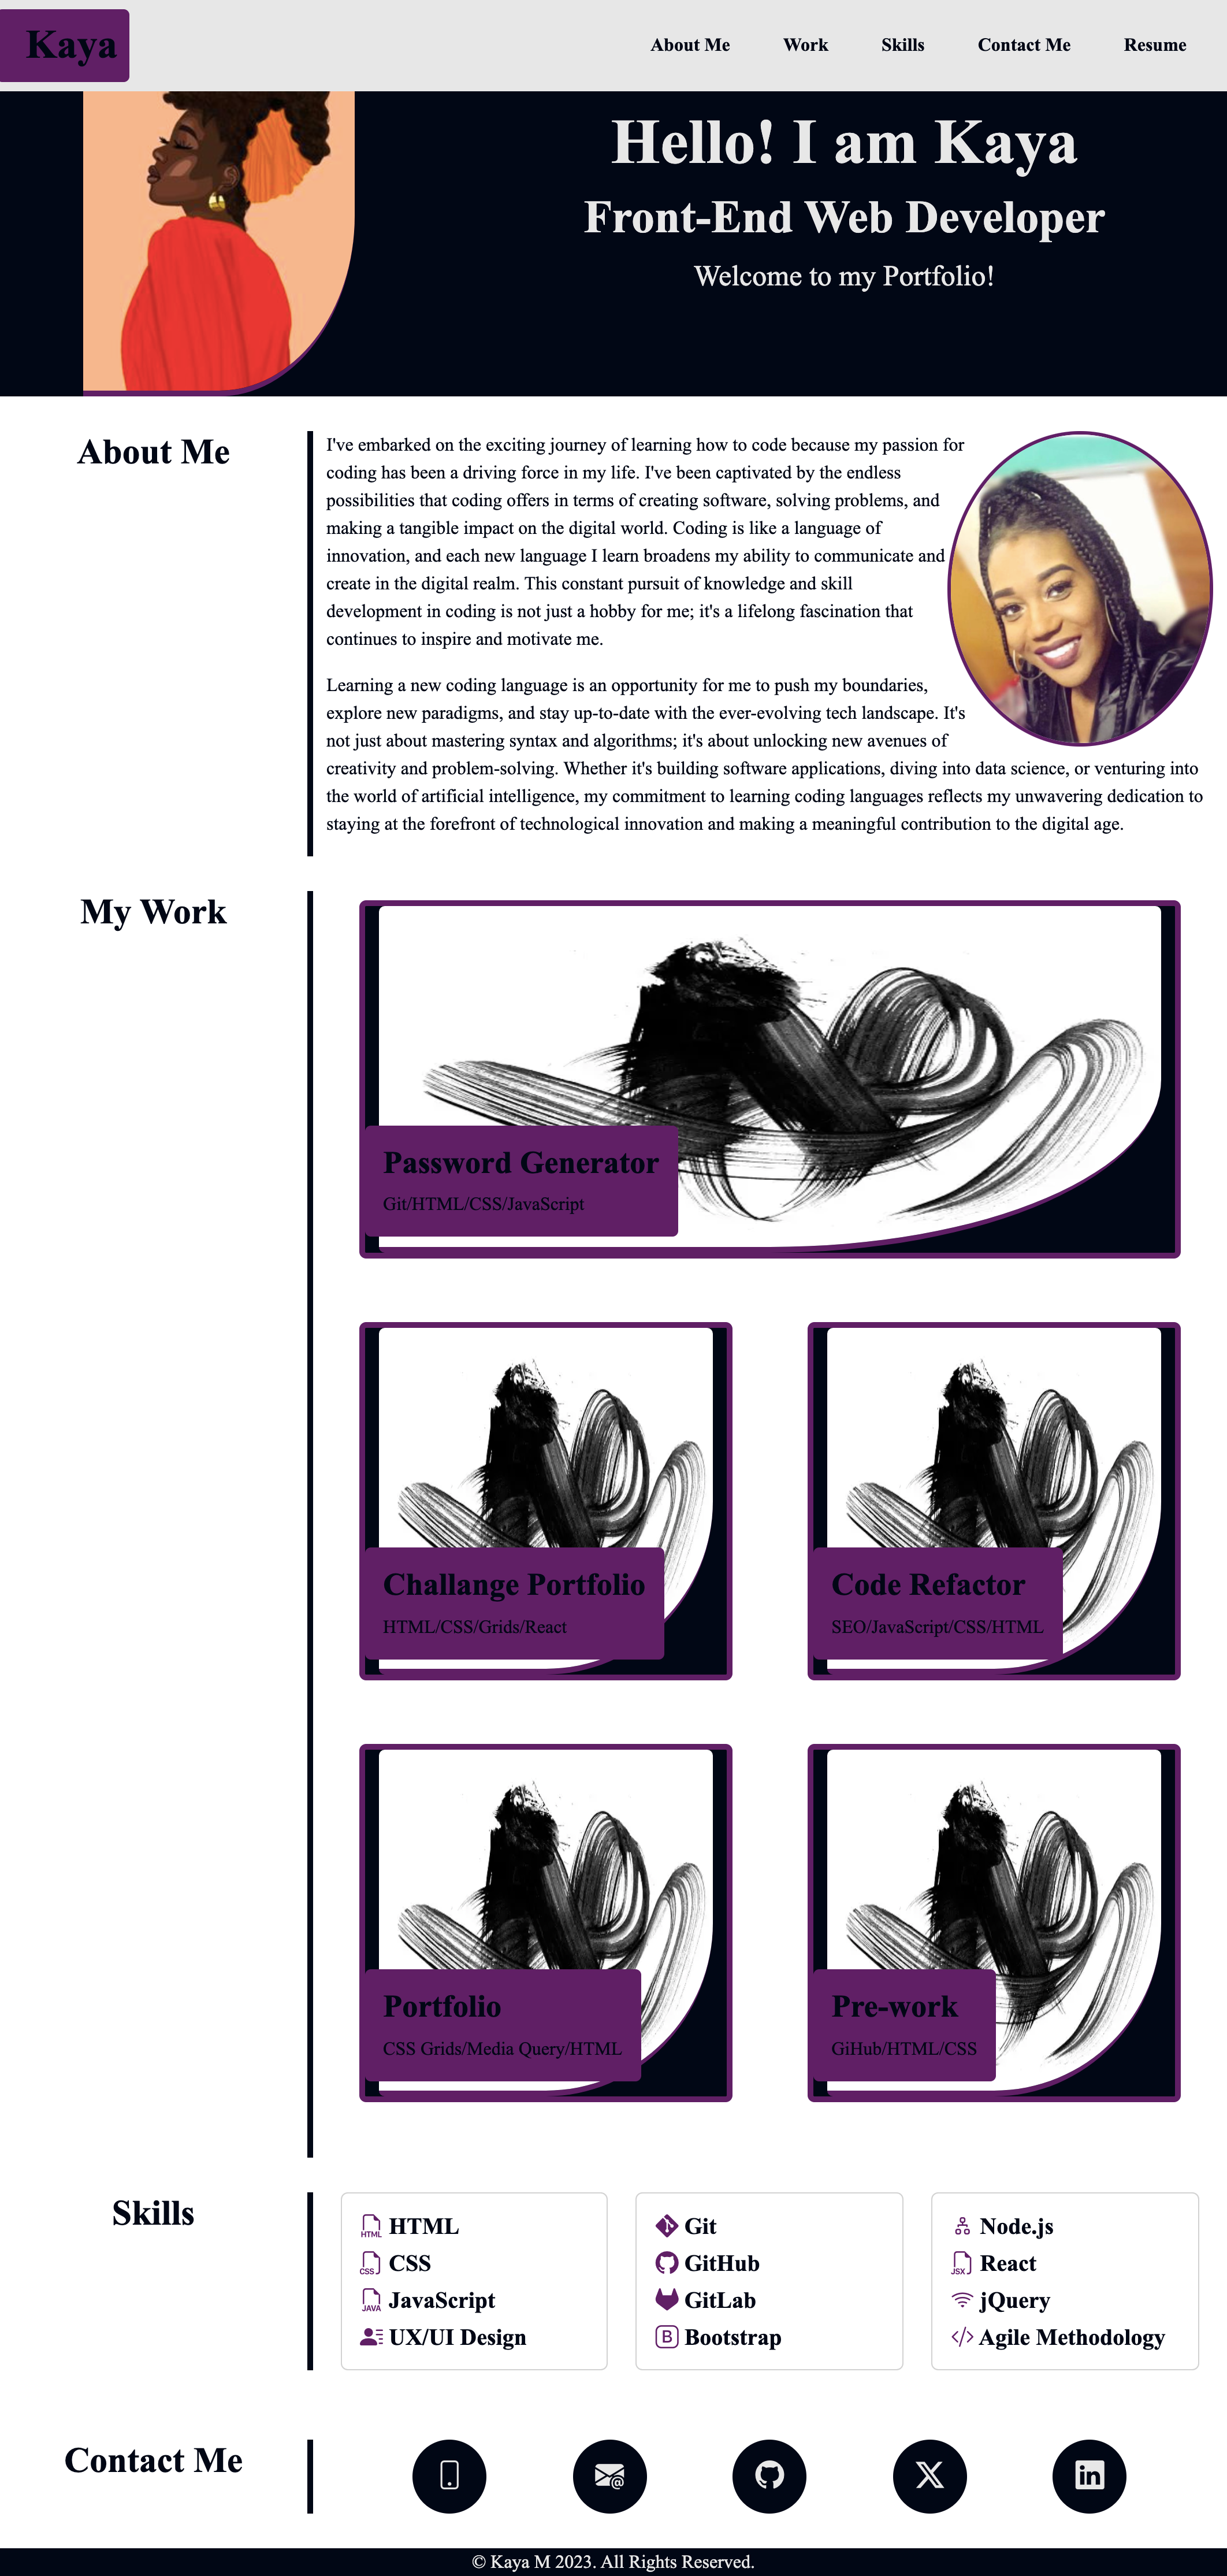 Kaya
About Me
Work
Skills
Contact Me
Resume
Hello! I am Kaya
Front-End Web Developer
Welcome to my Portfolio!
About Me
I've embarked on the exciting journey of learning how to code because my passion for
coding has been a driving force in my life. I've been captivated by the endless
possibilities that coding offers in terms of creating software, solving problems, and
making a tangible impact on the digital world. Coding is like a language of
innovation, and each new language I learn broadens my ability to communicate and
create in the digital realm. This constant pursuit of knowledge and skill
development in coding is not just a hobby for me; it's a lifelong fascination that
continues to inspire and motivate me.
Learning a new coding language is an opportunity for me to push my boundaries,
explore new paradigms, and stay up-to-date with the ever-evolving tech landscape. It's
not just about mastering syntax and algorithms; it's about unlocking new avenues of
creativity and problem-solving. Whether it's building software applications, diving into data science, or venturing into
the world of artificial intelligence, my commitment to learning coding languages reflects my unwavering dedication to
staying at the forefront of technological innovation and making a meaningful contribution to the digital age.
My Work
Password Generator
Git/HTML/CSS/JavaScript
Challange Portfolio
HTML/CSS/Grids/React
Code Refactor
SEO/JavaScript/CSS/HTML
Portfolio
CSS Grids/Media Query/HTML
Pre-work
GiHub/HTML/CSS
Skills
HTML HTML
CSS CSS
JAVA JavaScript
UX/UI Design
Git
GitHub
GitLab
B Bootstrap
Node.js
JSX React
jQuery
</> Agile Methodology
Contact Me
@
X
in
© Kaya M 2023. All Rights Reserved.